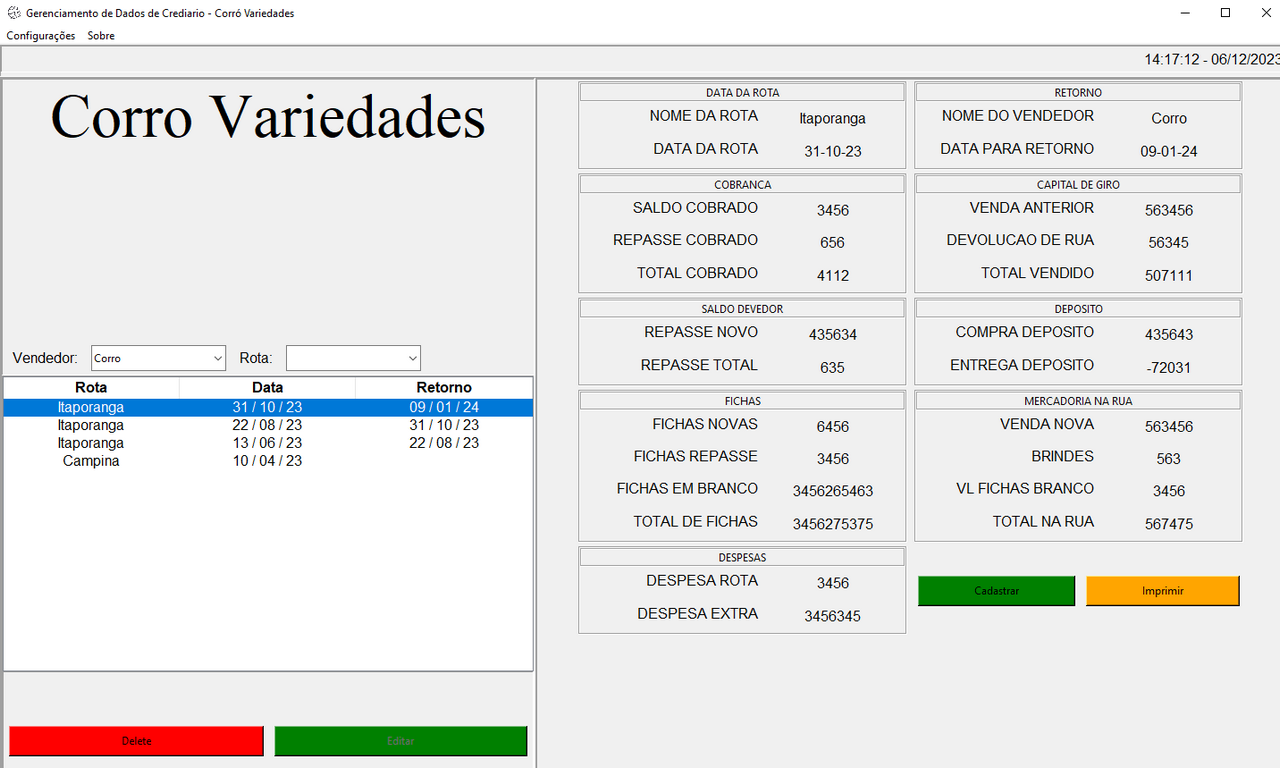 Gerenciamento de Dados de Crediario - Corró Variedades
Configurações Sobre
14:17:12 - 06/12/2023
Corro Variedades
Vendedor: Corro Rota:
Rota Data Retorno
Itaporanga 31 / 10 / 23 09 / 01 / 24
Itaporanga 22 / 08 / 23 31 / 10 / 23
Itaporanga 13 / 06 / 23 22 / 08 / 23
Campina 10 / 04 / 23
Delete Editar
DATA DA ROTA
NOME DA ROTA Itaporanga
DATA DA ROTA 31-10-23
RETORNO
NOME DO VENDEDOR Corro
DATA PARA RETORNO 09-01-24
COBRANCA
SALDO COBRADO 3456
REPASSE COBRADO 656
TOTAL COBRADO 4112
CAPITAL DE GIRO
VENDA ANTERIOR 563456
DEVOLUCAO DE RUA 56345
TOTAL VENDIDO 507111
SALDO DEVEDOR
REPASSE NOVO 435634
REPASSE TOTAL 635
DEPOSITO
COMPRA DEPOSITO 435643
ENTREGA DEPOSITO -72031
FICHAS
FICHAS NOVAS 6456
FICHAS REPASSE 3456
FICHAS EM BRANCO 3456265463
TOTAL DE FICHAS 3456275375
MERCADORIA NA RUA
VENDA NOVA 563456
BRINDES 563
VL FICHAS BRANCO 3456
TOTAL NA RUA 567475
DESPESAS
DESPESA ROTA 3456
DESPESA EXTRA 3456345
Cadastrar Imprimir